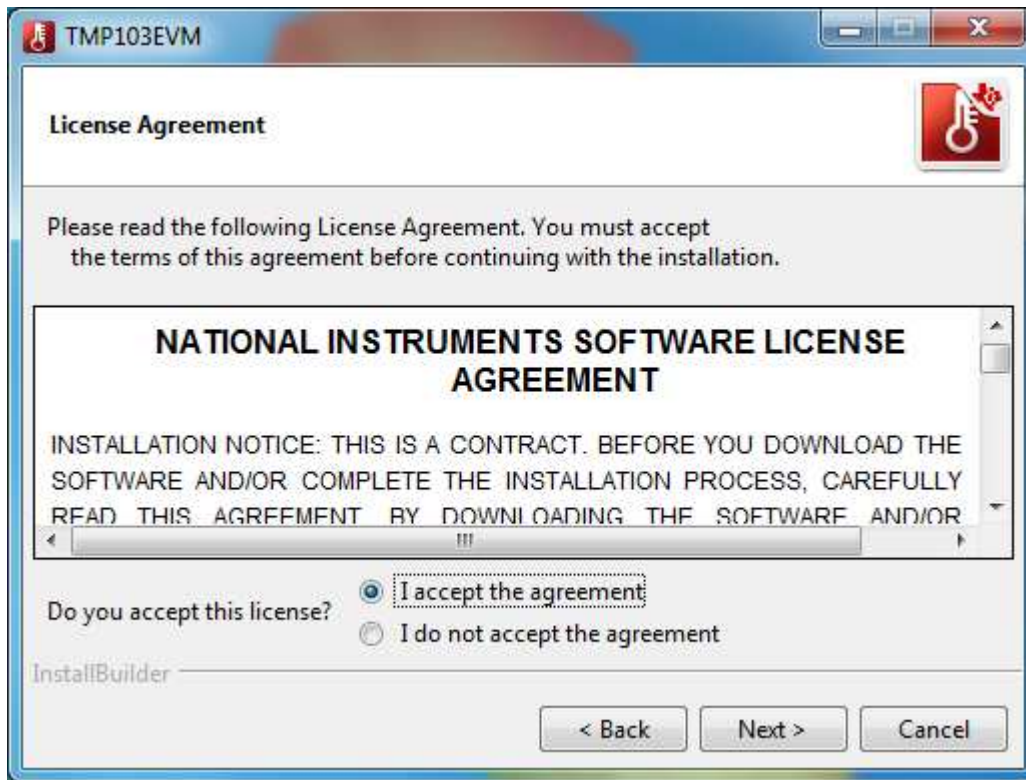 TMP103EVM
License Agreement
Please read the following License Agreement. You must accept
the terms of this agreement before continuing with the installation.
NATIONAL INSTRUMENTS SOFTWARE LICENSE
AGREEMENT
INSTALLATION NOTICE: THIS IS A CONTRACT. BEFORE YOU DOWNLOAD THE
SOFTWARE AND/OR COMPLETE THE INSTALLATION PROCESS, CAREFULLY
READ THIS AGREEMENT BY DOWNLOADING THE SOFTWARE AND/OR
Do you accept this license?
I accept the agreement
I do not accept the agreement
InstallBuilder
< Back
Next >
Cancel